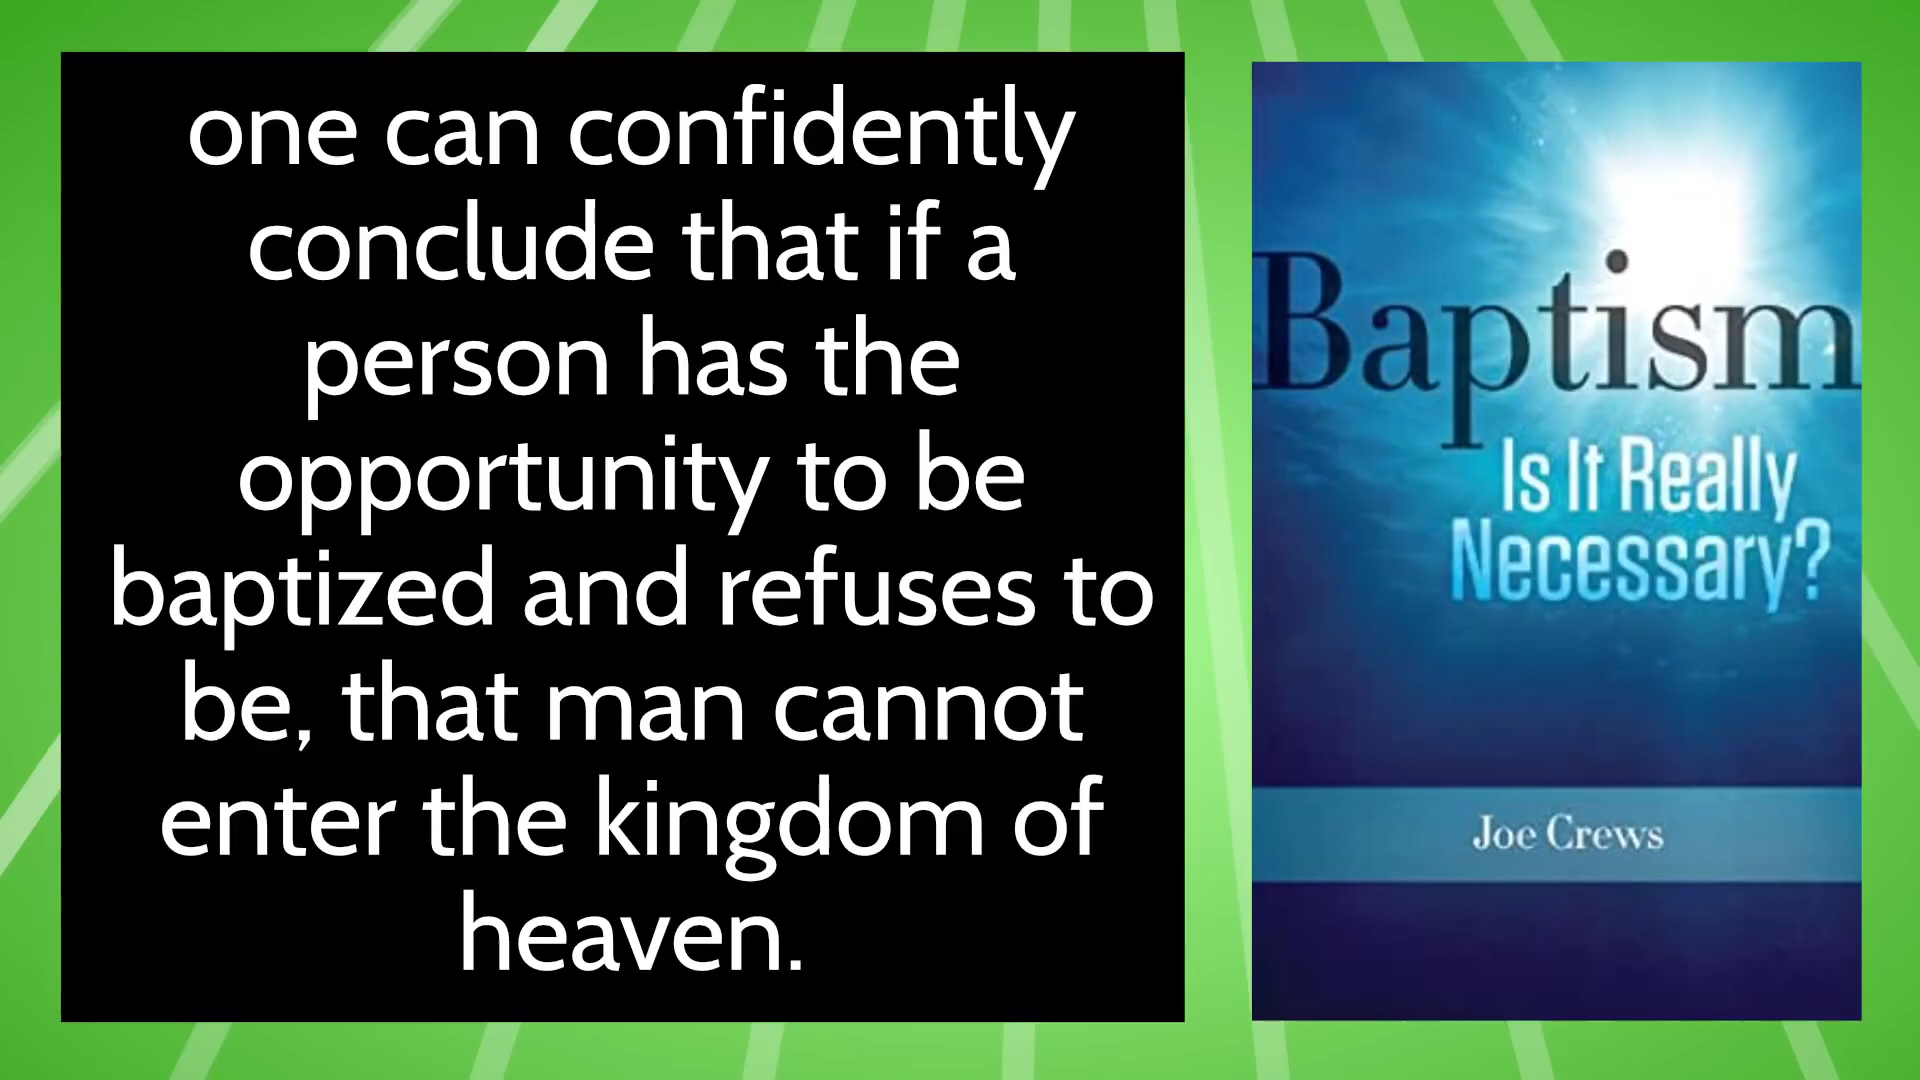 one can confidently
conclude that if a
person has the
opportunity to be
baptized and refuses to
be, that man cannot
enter the kingdom of
heaven.
Baptism
Is It Really
Necessary?
Joe Crews